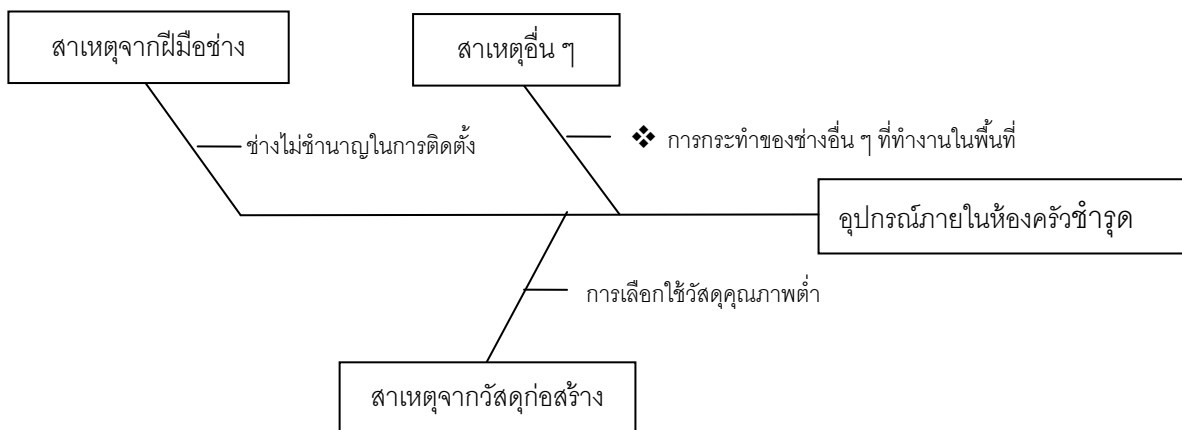 สาเหตุจากฝีมือช่าง
สาเหตุอื่น ๆ
ช่างไม่ชำนาญในการติดตั้ง
❖ การกระทำของช่างอื่น ๆ ที่ทำงานในพื้นที่
อุปกรณ์ภายในห้องครัวชำรุด
การเลือกใช้วัสดุคุณภาพต่ำ
สาเหตุจากวัสดุก่อสร้าง